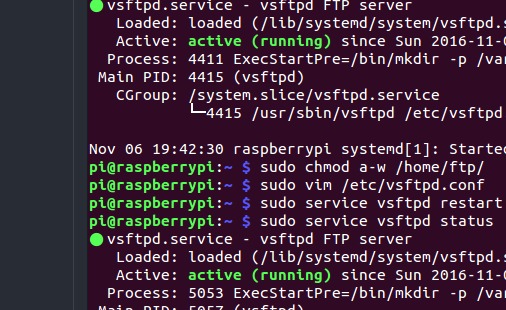 ●vsftpd.service - vsftpd FTP server
Loaded: loaded (/lib/systemd/system/vsftpd.s
Active: active (running) since Sun 2016-11-0
Process: 4411 ExecStartPre=/bin/mkdir -p /var
Main PID: 4415 (vsftpd)
CGroup: /system.slice/vsftpd.service
└─4415 /usr/sbin/vsftpd /etc/vsftpd
Nov 06 19:42:30 raspberrypi systemd[1]: Started
pi@raspberrypi:~ $ sudo chmod a-w /home/ftp/
pi@raspberrypi:~ $ sudo vim /etc/vsftpd.conf
pi@raspberrypi:~ $ sudo service vsftpd restart
pi@raspberrypi:~ $ sudo service vsftpd status
●vsftpd.service - vsftpd FTP server
Loaded: loaded (/lib/systemd/system/vsftpd.s
Active: active (running) since Sun 2016-11-0
Process: 5053 ExecStartPre=/bin/mkdir -p /var
Main PID: 5057 (vsftpd)